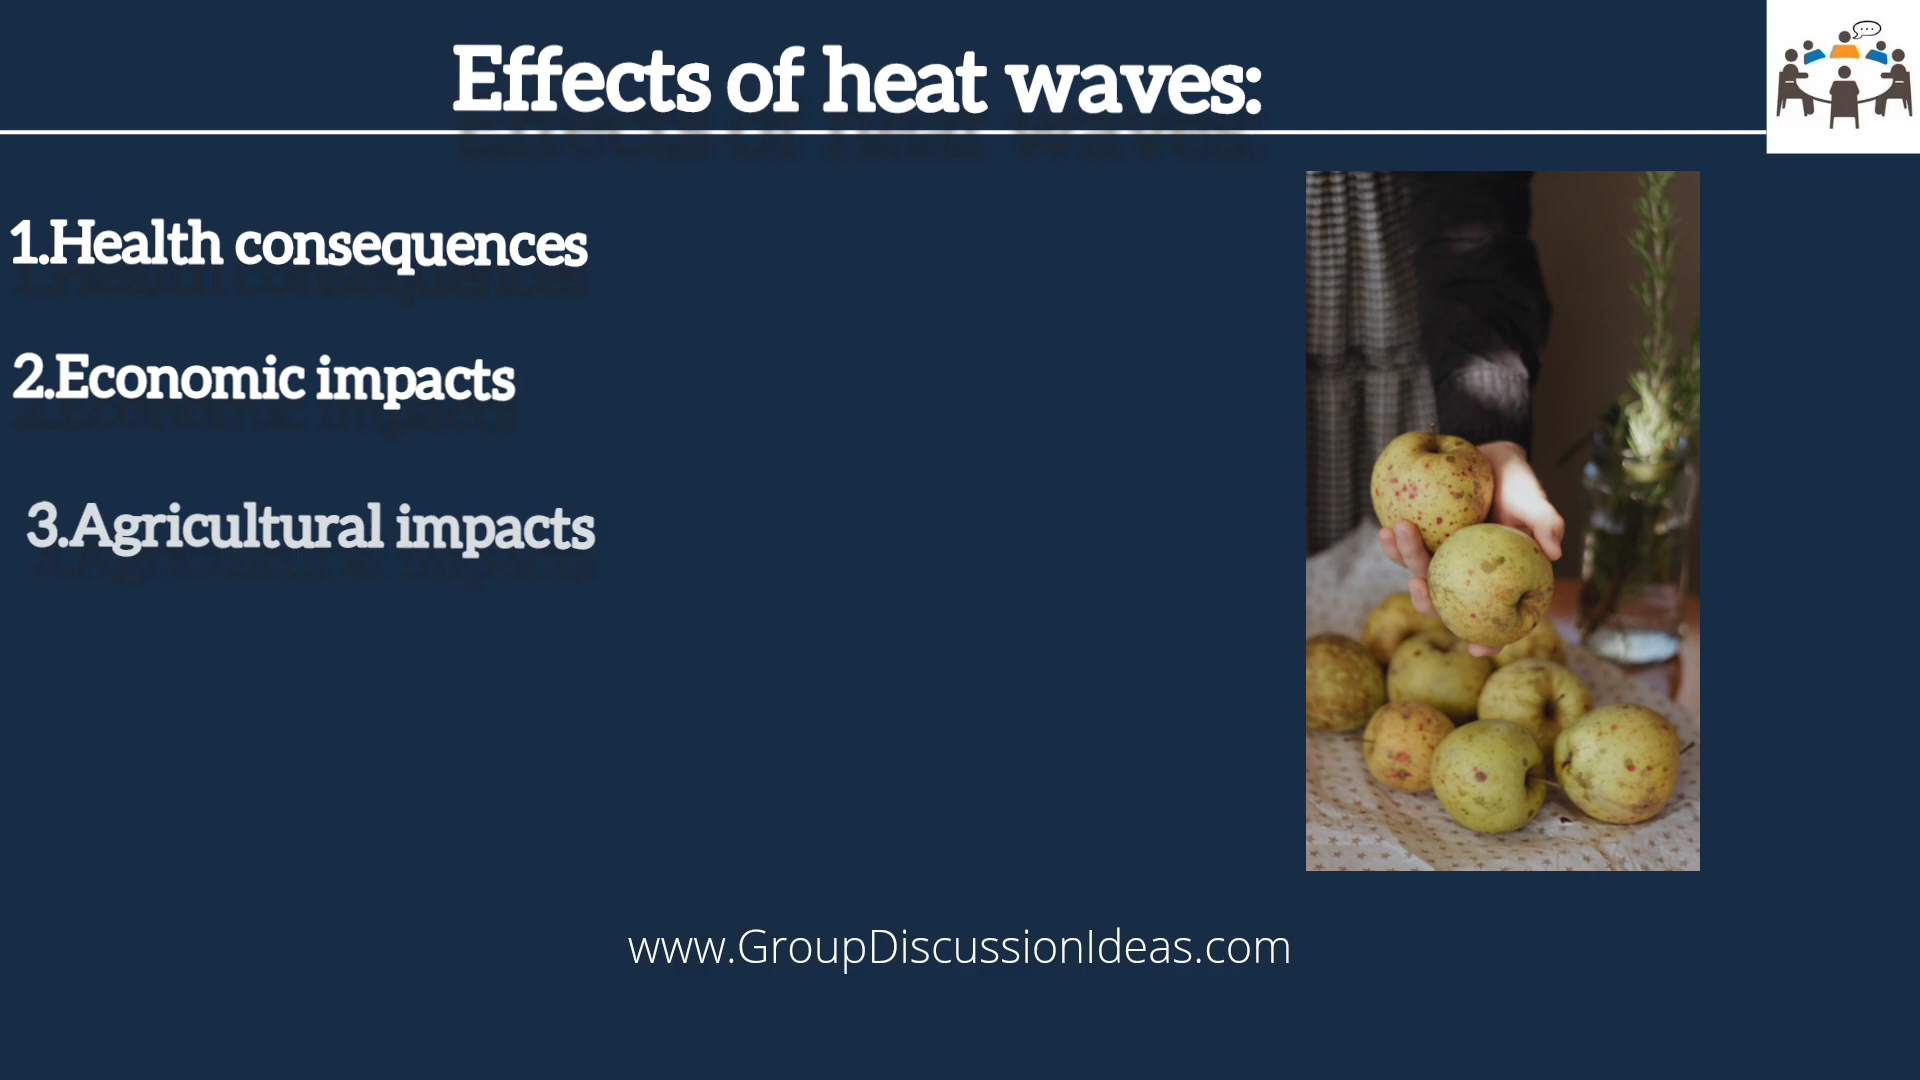 Effects of heat waves:
1.Health consequences
2.Economic impacts
3.Agricultural impacts
www.GroupDiscussionIdeas.com